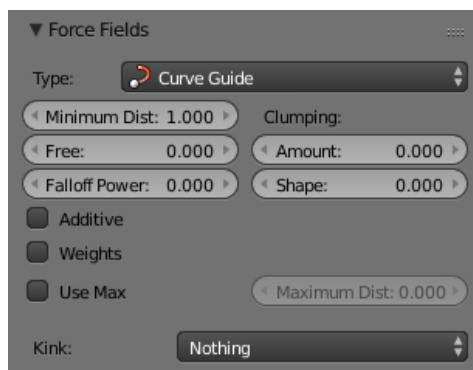 Force Fields
Type: Curve Guide
Minimum Dist: 1.000 Clumping:
Free: 0.000 Amount: 0.000
Falloff Power: 0.000 Shape: 0.000
Additive
Weights
Use Max Maximum Dist: 0.000
Kink: Nothing